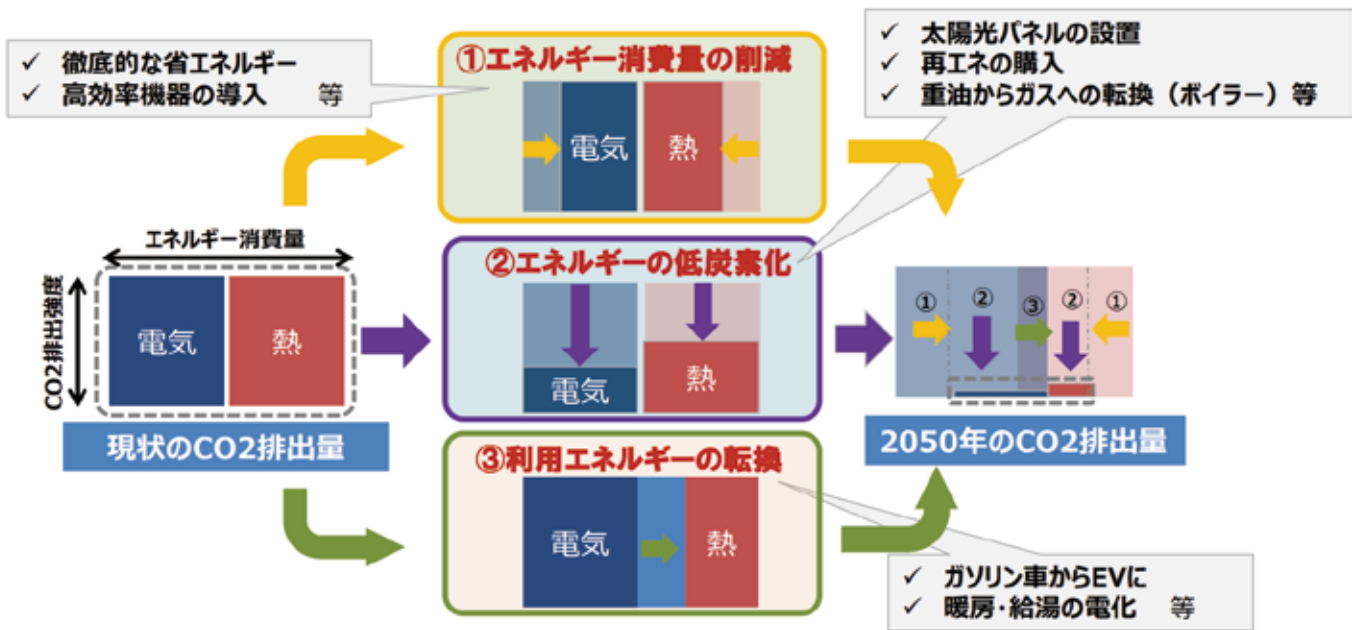 ✓ 徹底的な省エネルギー
✓ 高効率機器の導入 等
①エネルギー消費量の削減
電気
熱
✓ 太陽光パネルの設置
✓ 再エネの購入
✓ 重油からガスへの転換（ボイラー）等
エネルギー消費量
CO2排出強度
電気
熱
現状のCO2排出量
②エネルギーの低炭素化
電気
熱
①
②
③
②
①
2050年のCO2排出量
③利用エネルギーの転換
電気
熱
✓ ガソリン車からEVに
✓ 暖房・給湯の電化 等